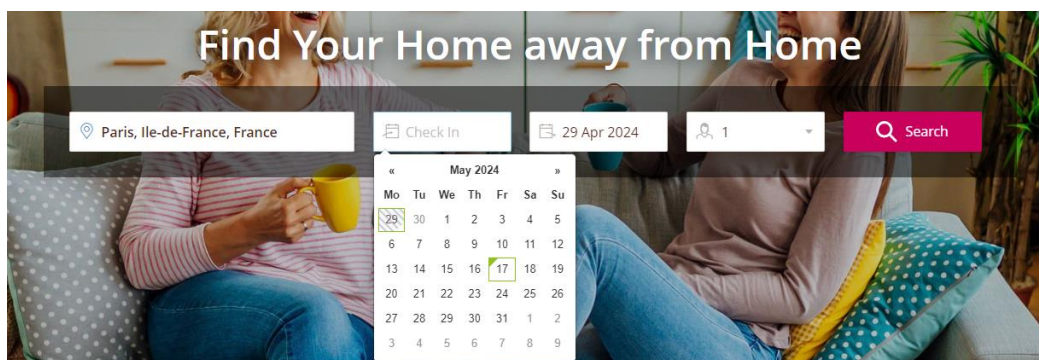 Find Your Home away from Home
Paris, Ile-de-France, France
Check In
29 Apr 2024
1
Search
« May 2024 »
Mo Tu We Th Fr Sa Su
29 30 1 2 3 4 5
6 7 8 9 10 11 12
13 14 15 16 17 18 19
20 21 22 23 24 25 26
27 28 29 30 31 1 2
3 4 5 6 7 8 9